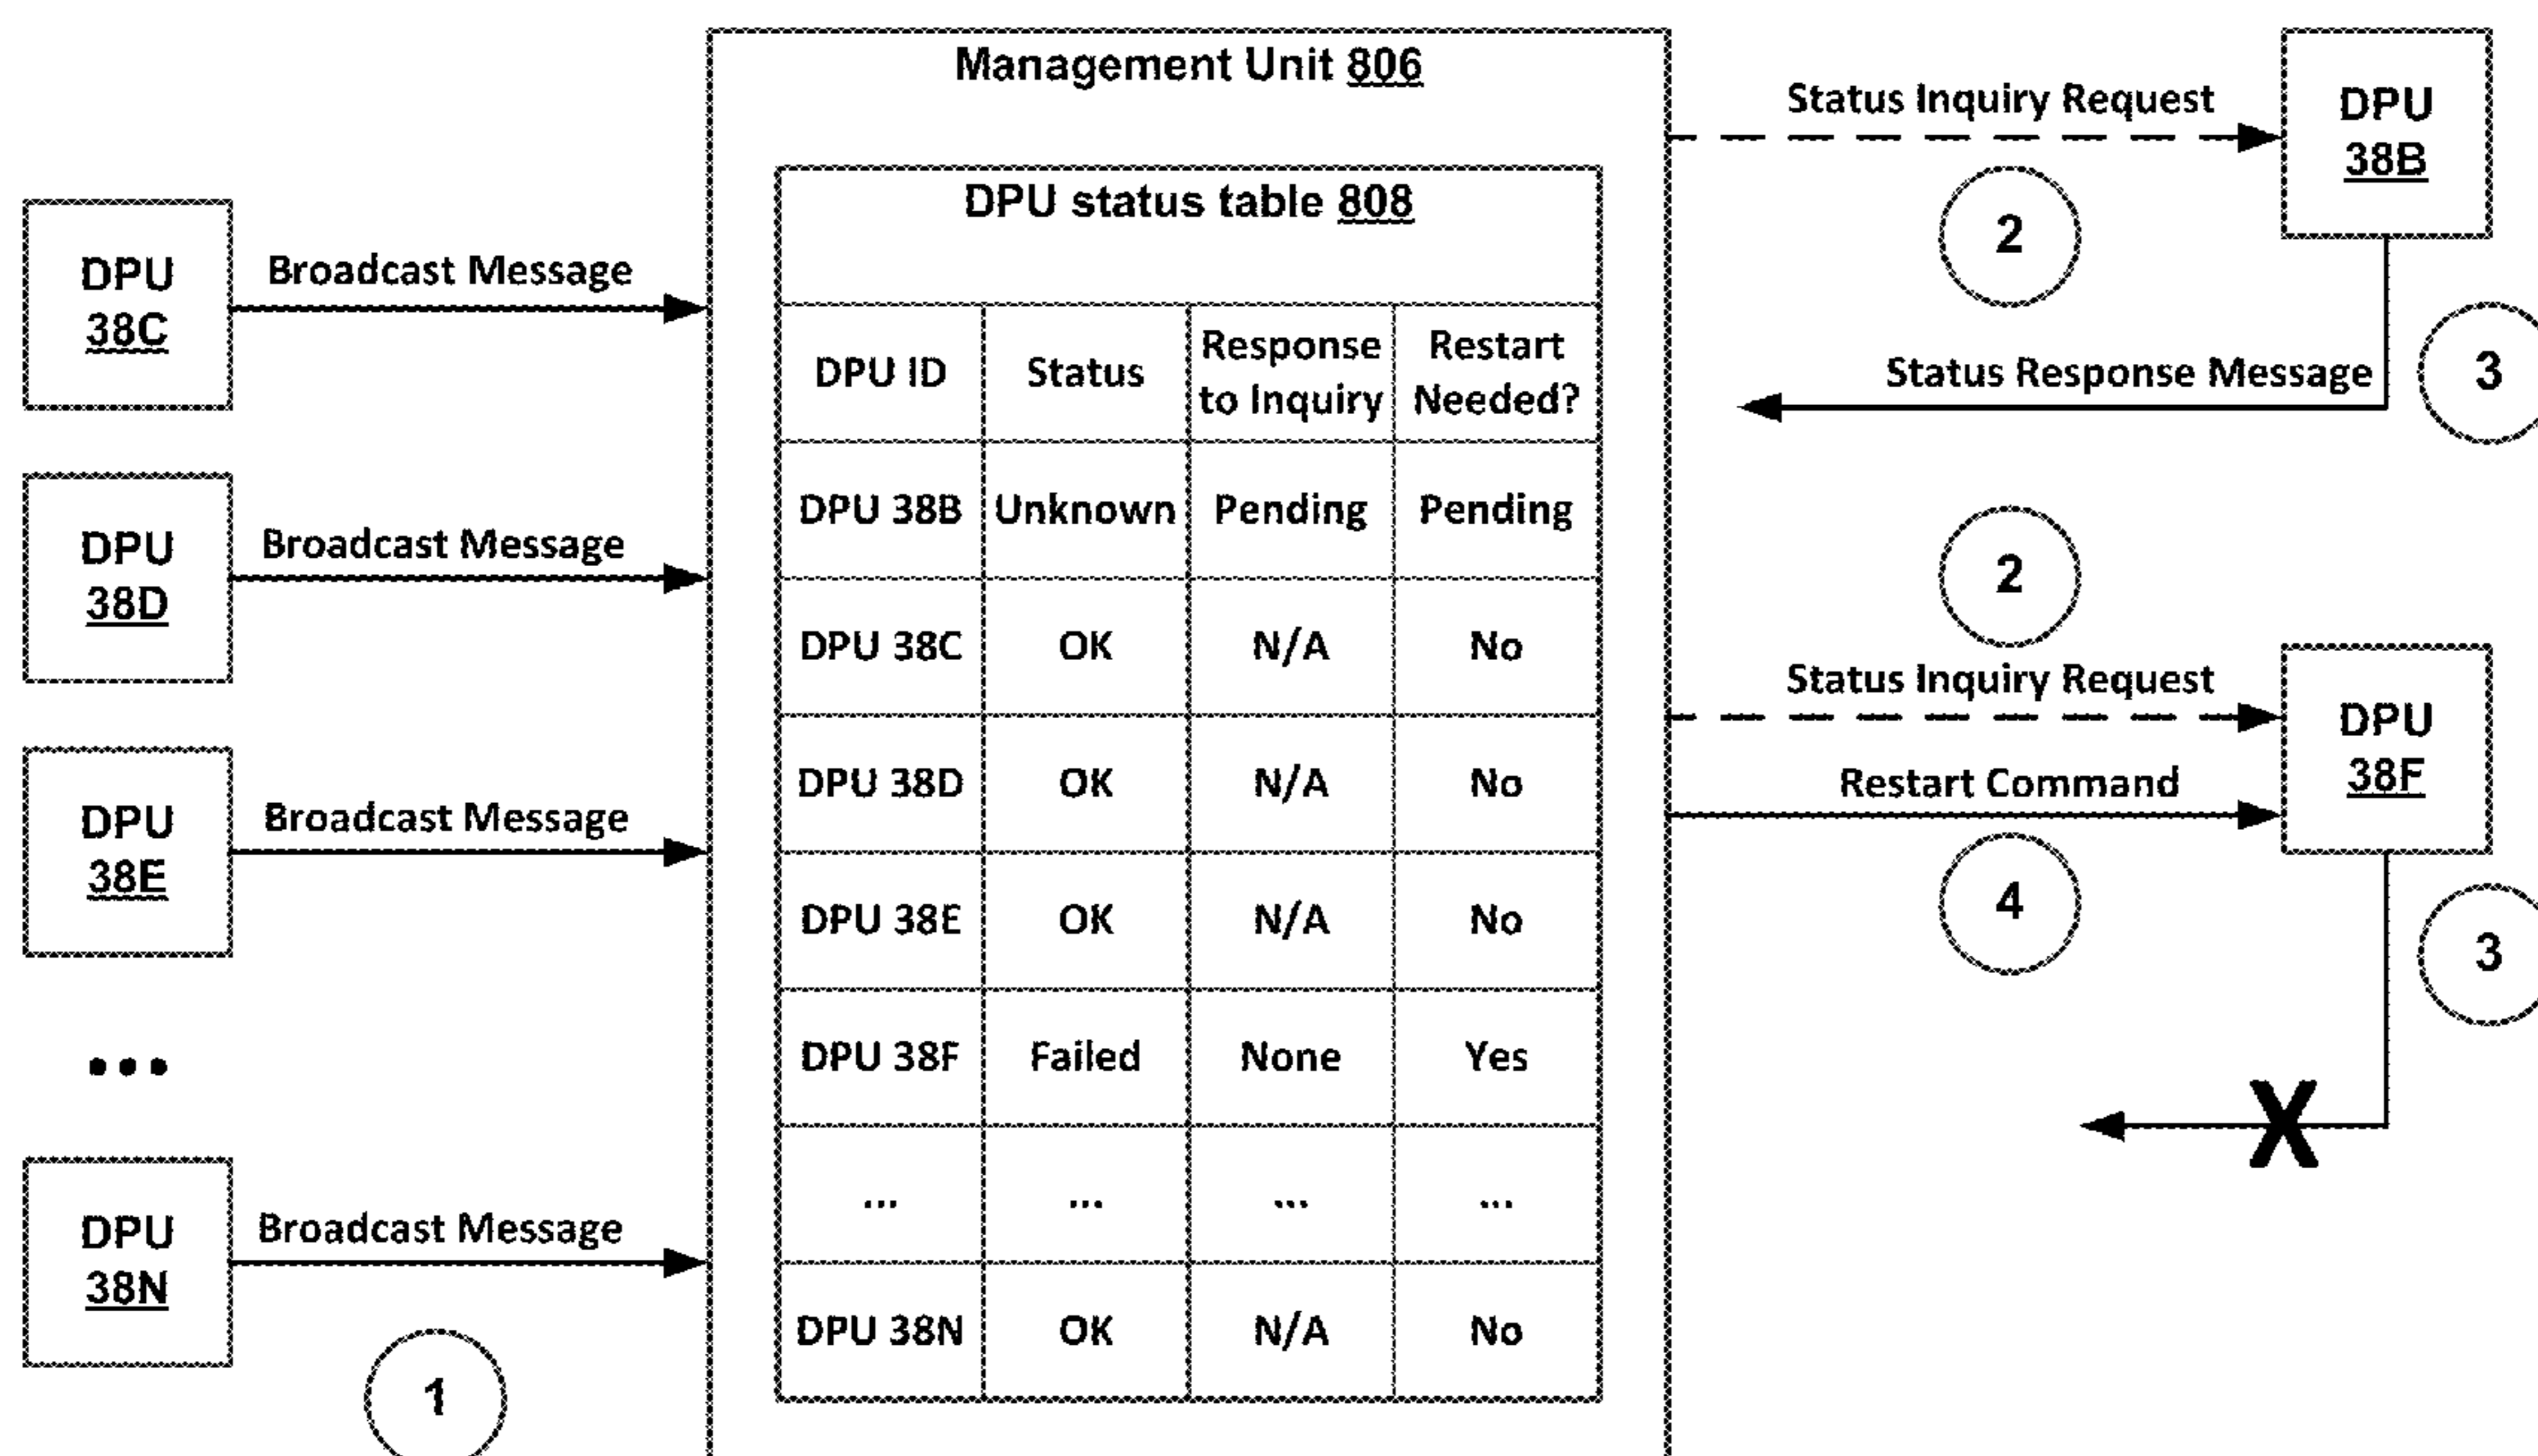 DPU
38C
Broadcast Message
DPU
38D
Broadcast Message
DPU
38E
Broadcast Message
...
DPU
38N
Broadcast Message
1
Management Unit 806
DPU status table 808
DPU ID Status Response to Inquiry Restart Needed?
DPU 38B Unknown Pending Pending
DPU 38C OK N/A No
DPU 38D OK N/A No
DPU 38E OK N/A No
DPU 38F Failed None Yes
... ... ... ...
DPU 38N OK N/A No
Status Inquiry Request
2
DPU
38B
Status Response Message
3
2
Status Inquiry Request
Restart Command
4
DPU
38F
3
X